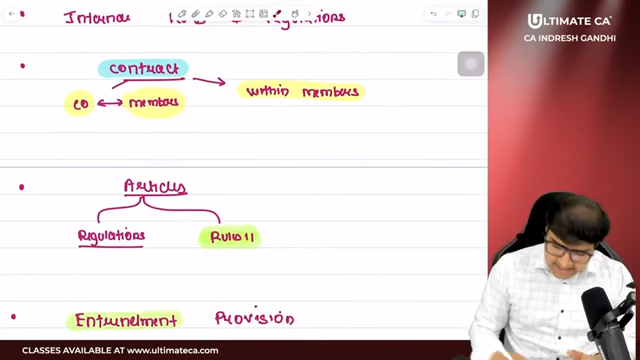 Internal & Regulations
ULTIMATE CA
CA INDRESH GANDHI
contract
co ↔ members
within members
Articles
Regulations
Entrenchment Provision
CLASSES AVAILABLE AT www.ultimateca.com